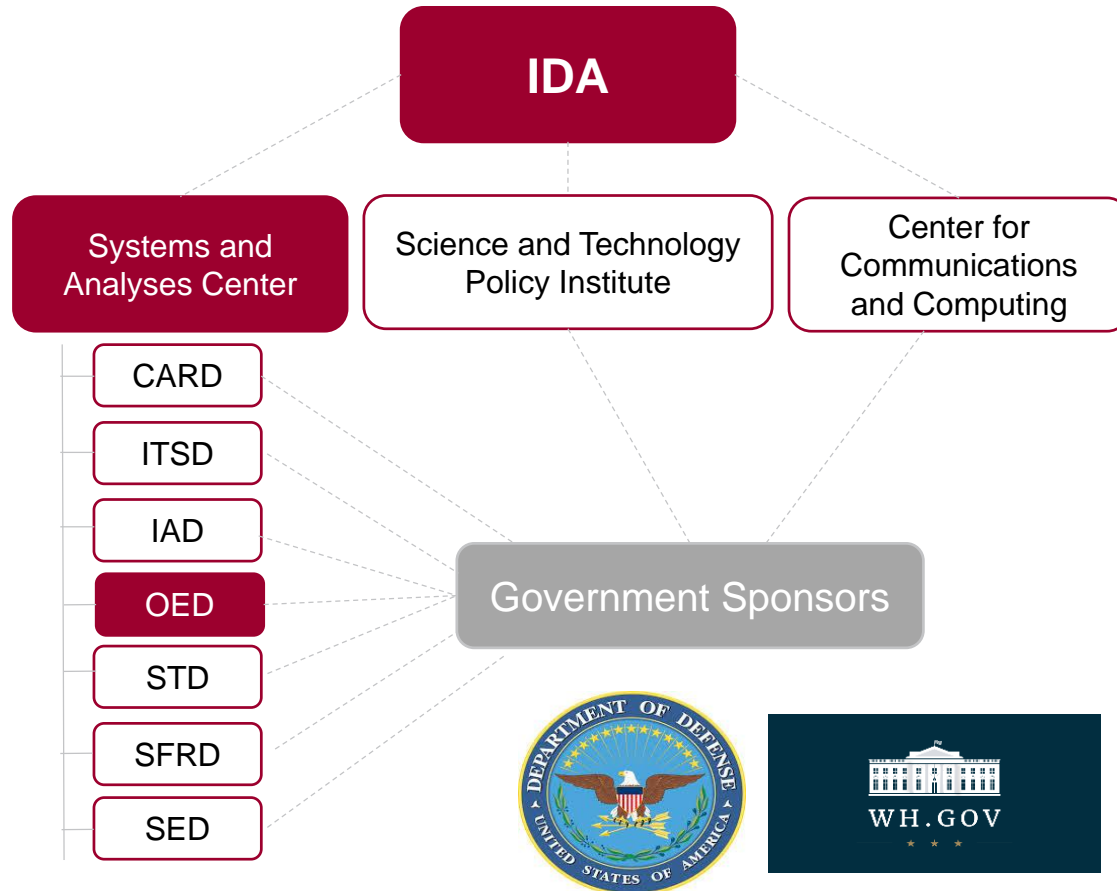 IDA
Systems and
Analyses Center
Science and Technology
Policy Institute
Center for
Communications
and Computing
CARD
ITSD
IAD
OED
STD
SFRD
SED
Government Sponsors
DEPARTMENT OF DEFENSE
UNITED STATES OF AMERICA
WH.GOV